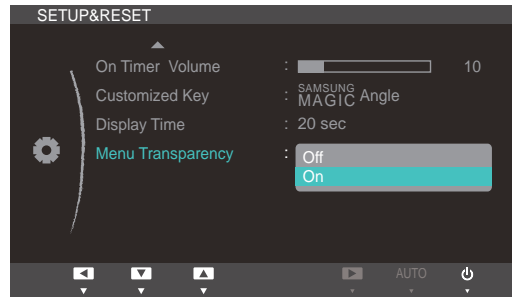 SETUP&RESET
On Timer Volume : 10
Customized Key : SAMSUNG MAGIC Angle
Display Time : 20 sec
Menu Transparency : Off
On
AUTO